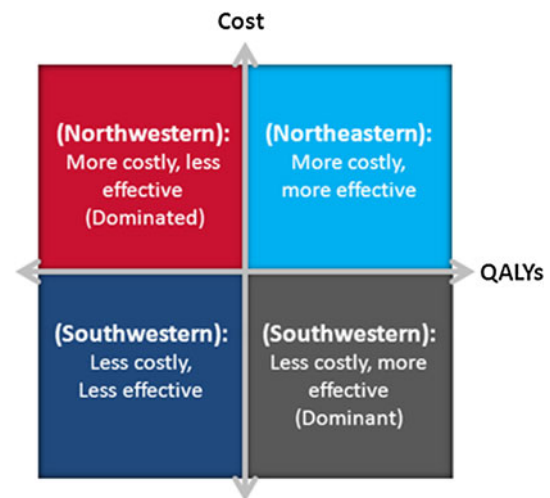 Cost
(Northwestern):
More costly, less
effective
(Dominated)
(Northeastern):
More costly,
more effective
QALYs
(Southwestern):
Less costly,
Less effective
(Southwestern):
Less costly, more
effective
(Dominant)